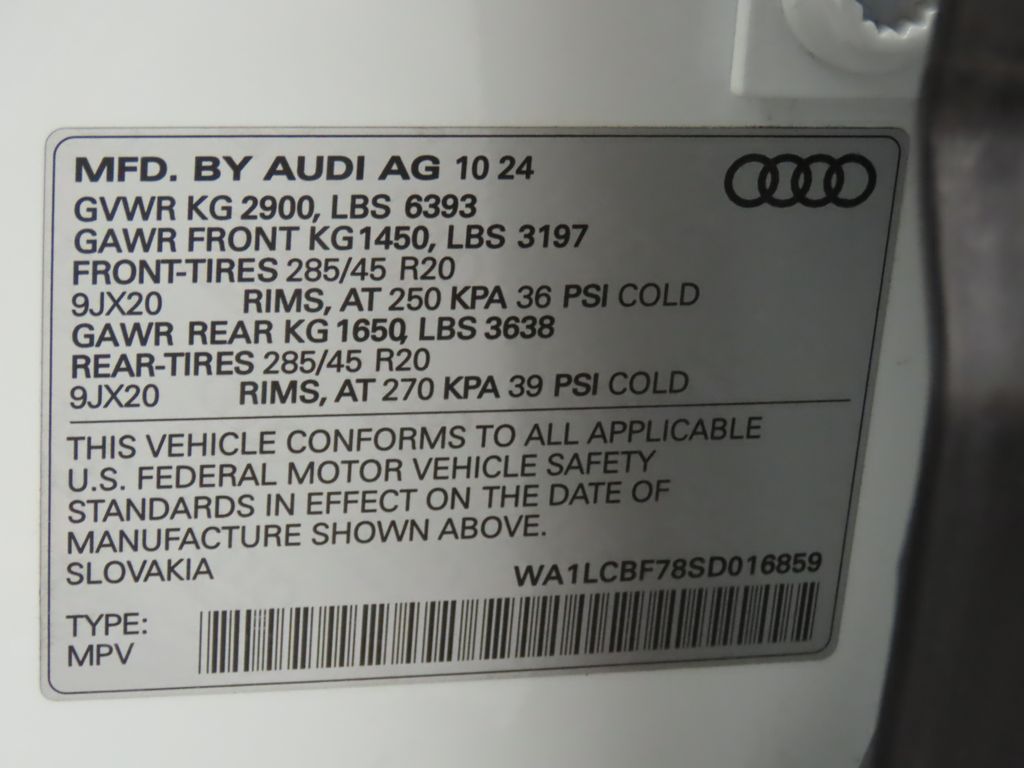 MFD. BY AUDI AG 10 24
GVWR KG 2900, LBS 6393
GAWR FRONT KG1450, LBS 3197
FRONT-TIRES 285/45 R20
9JX20 RIMS, AT 250 KPA 36 PSI COLD
GAWR REAR KG 1650, LBS 3638
REAR-TIRES 285/45 R20
9JX20 RIMS, AT 270 KPA 39 PSI COLD
THIS VEHICLE CONFORMS TO ALL APPLICABLE
U.S. FEDERAL MOTOR VEHICLE SAFETY
STANDARDS IN EFFECT ON THE DATE OF
MANUFACTURE SHOWN ABOVE.
SLOVAKIA WA1LCBF78SD016859
TYPE:
MPV